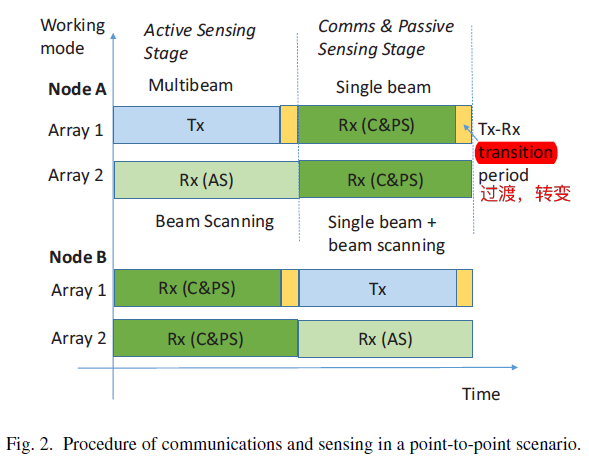 Working
mode
Active Sensing
Stage
Comms & Passive
Sensing Stage
Node A
Multibeam
Single beam
Array 1
Tx
Rx (C&PS)
Tx-Rx
transition
period
过渡，转变
Array 2
Rx (AS)
Rx (C&PS)
Beam Scanning
Single beam +
beam scanning
Node B
Array 1
Rx (C&PS)
Tx
Array 2
Rx (C&PS)
Rx (AS)
Time
Fig. 2. Procedure of communications and sensing in a point-to-point scenario.